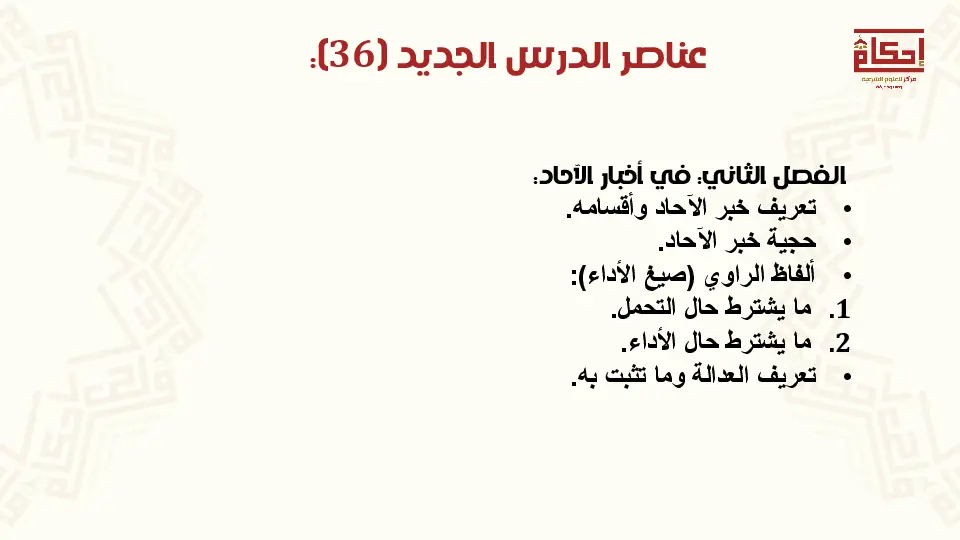 عناصر الدرس الجديد (36):
إحكام
مركز للعلوم الشرعية
الفصل الثاني: في أخبار الآحاد:
• تعريف خبر الآحاد وأقسامه.
• حجية خبر الآحاد.
• ألفاظ الراوي (صيغ الأداء):
1. ما يشترط حال التحمل.
2. ما يشترط حال الأداء.
• تعريف العدالة وما تثبت به.